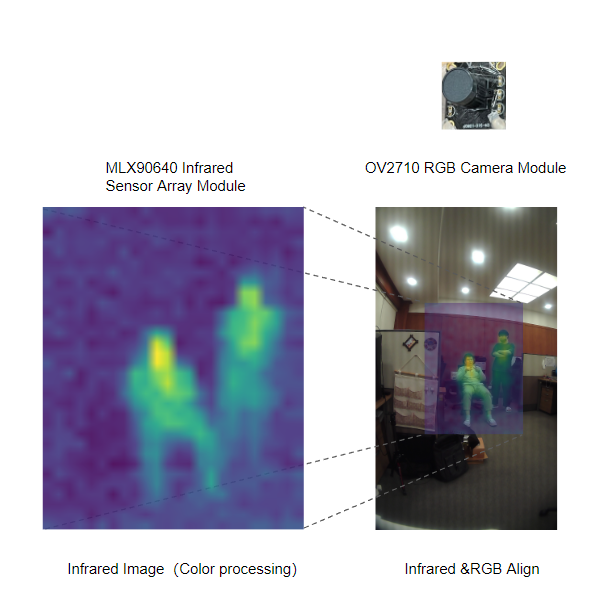 MLX90640 Infrared
Sensor Array Module
OV2710 RGB Camera Module
Infrared Image（Color processing）
Infrared &RGB Align